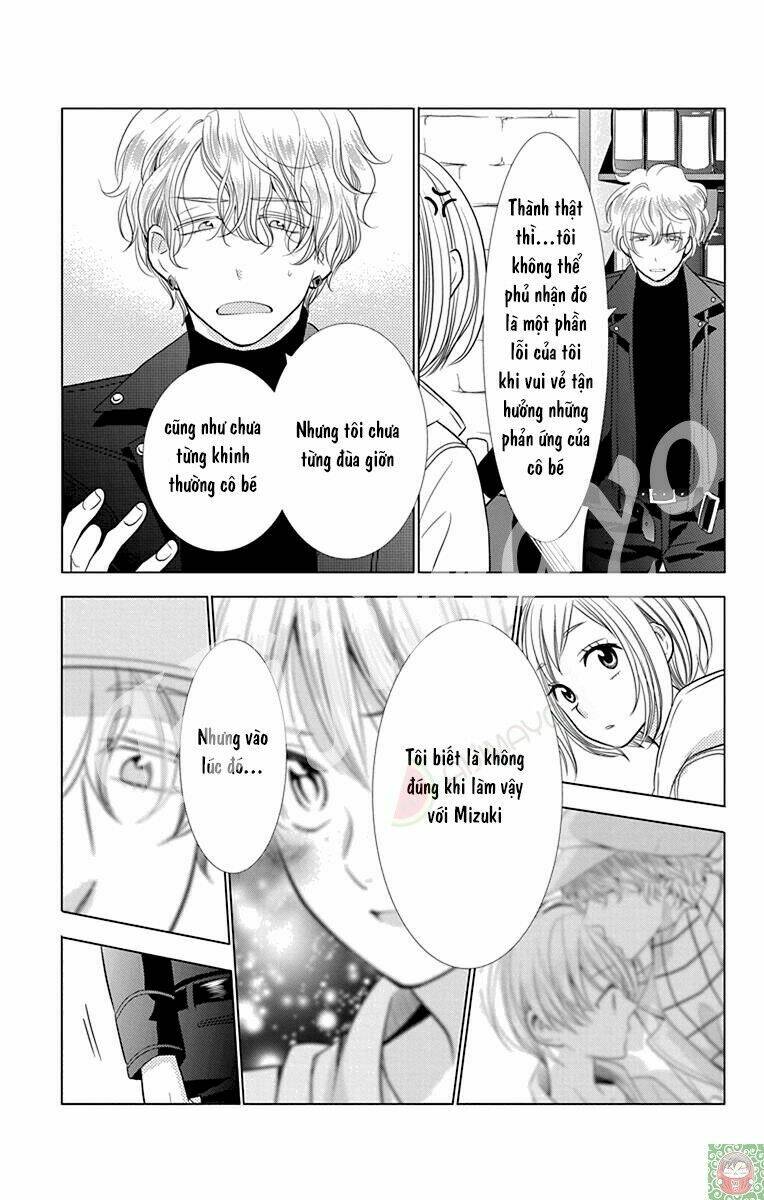 Thành thật
thì...tôi
không thể
phủ nhận đó
là một phần
lỗi của tôi
khi vui vẻ tận
hưởng những
phản ứng của
cô bé
Nhưng tôi chưa
từng đùa giỡn
cũng như chưa
từng khinh
thường cô bé
Tôi biết là không
đúng khi làm vậy
với Mizuki
Nhưng vào
lúc đó...